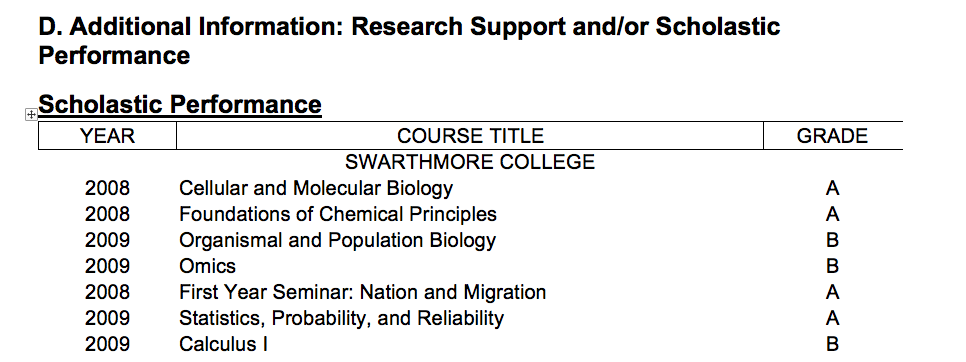 D. Additional Information: Research Support and/or Scholastic
Performance
Scholastic Performance
YEAR COURSE TITLE GRADE
SWARTHMORE COLLEGE
2008 Cellular and Molecular Biology A
2008 Foundations of Chemical Principles A
2009 Organismal and Population Biology B
2009 Omics B
2008 First Year Seminar: Nation and Migration A
2009 Statistics, Probability, and Reliability A
2009 Calculus I B